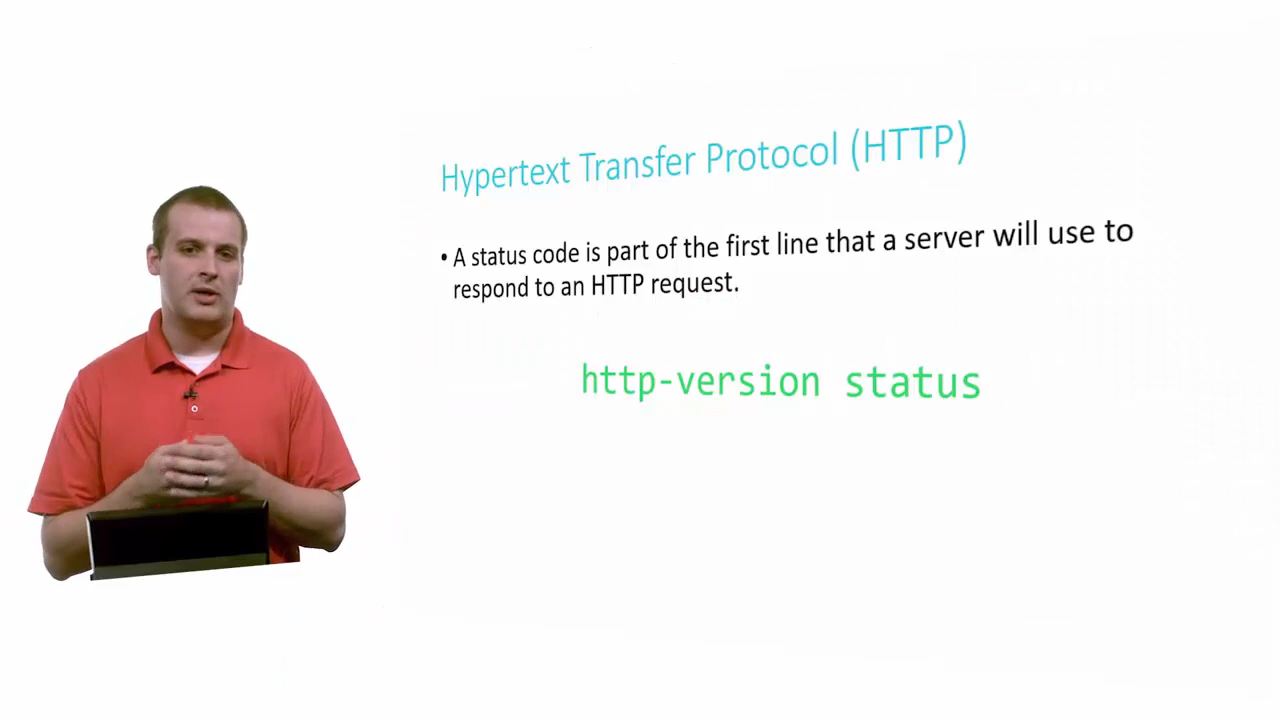 Hypertext Transfer Protocol (HTTP)
• A status code is part of the first line that a server will use to
respond to an HTTP request.
http-version status